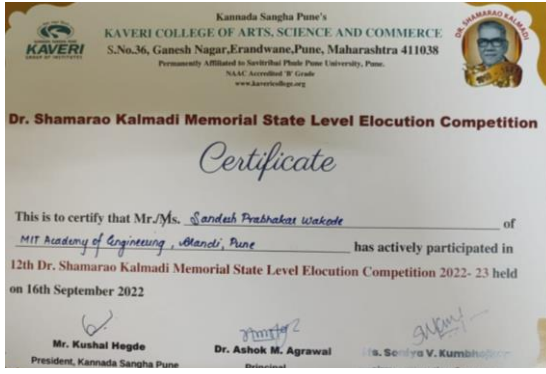 Kannada Sangha Pune's
KAVERI COLLEGE OF ARTS, SCIENCE AND COMMERCE
S.No.36, Ganesh Nagar,Erandwane,Pune, Maharashtra 411038
Permanently Affiliated to Savitribai Phule Pune University, Pune.
NAAC Accredited 'B' Grade
www.kavericollege.org
KAVERI
GROUP OF INSTITUTES
DR. SHAMARAO KALMADI
Dr. Shamarao Kalmadi Memorial State Level Elocution Competition
Certificate
This is to certify that Mr./Ms. Sandesh Prabhakar Wakode of
MIT Academy of Engineering, Alandi, Pune has actively participated in
12th Dr. Shamarao Kalmadi Memorial State Level Elocution Competition 2022- 23 held
on 16th September 2022
Mr. Kushal Hegde
President, Kannada Sangha Pune
Dr. Ashok M. Agrawal
Principal
Soniya V.